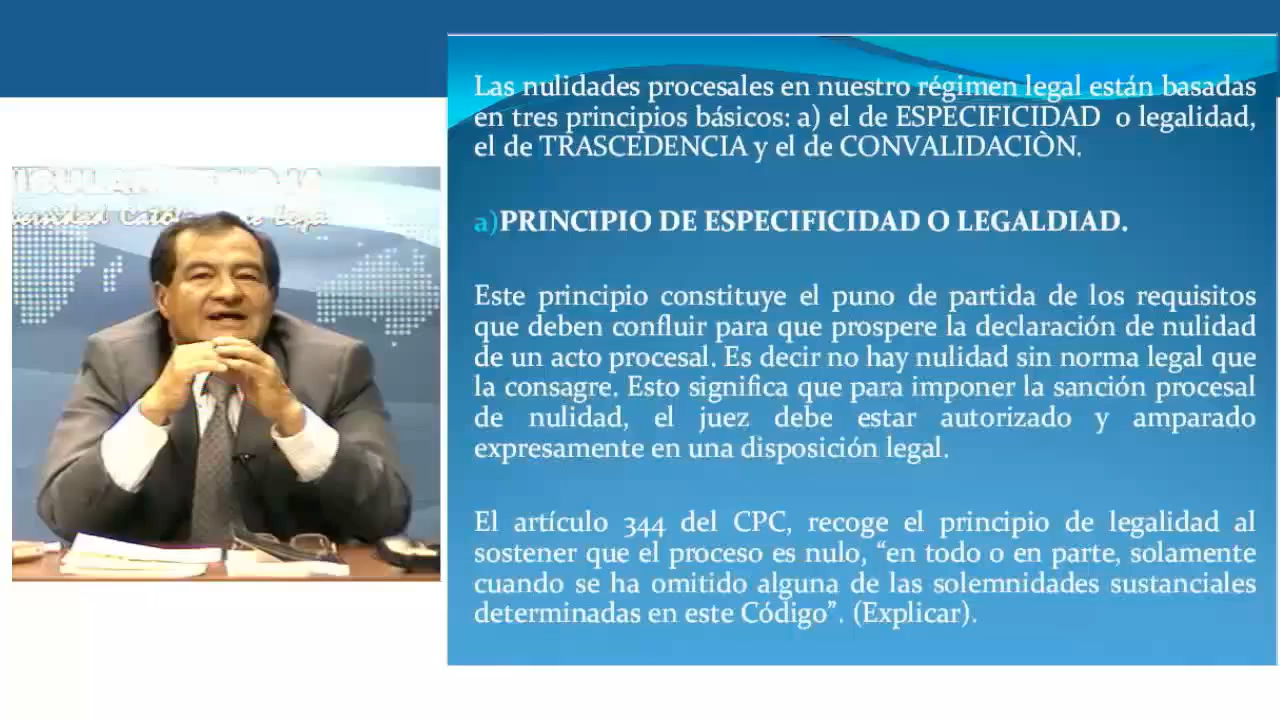 Católica
Loja
Las nulidades procesales en nuestro régimen legal están basadas
en tres principios básicos: a) el de ESPECIFICIDAD o legalidad,
el de TRASCEDENCIA y el de CONVALIDACIÒN.
a)PRINCIPIO DE ESPECIFICIDAD O LEGALDIAD.
Este principio constituye el puno de partida de los requisitos
que deben confluir para que prospere la declaración de nulidad
de un acto procesal. Es decir no hay nulidad sin norma legal que
la consagre. Esto significa que para imponer la sanción procesal
de nulidad, el juez debe estar autorizado y amparado
expresamente en una disposición legal.
El artículo 344 del CPC, recoge el principio de legalidad al
sostener que el proceso es nulo, “en todo o en parte, solamente
cuando se ha omitido alguna de las solemnidades sustanciales
determinadas en este Código”. (Explicar).